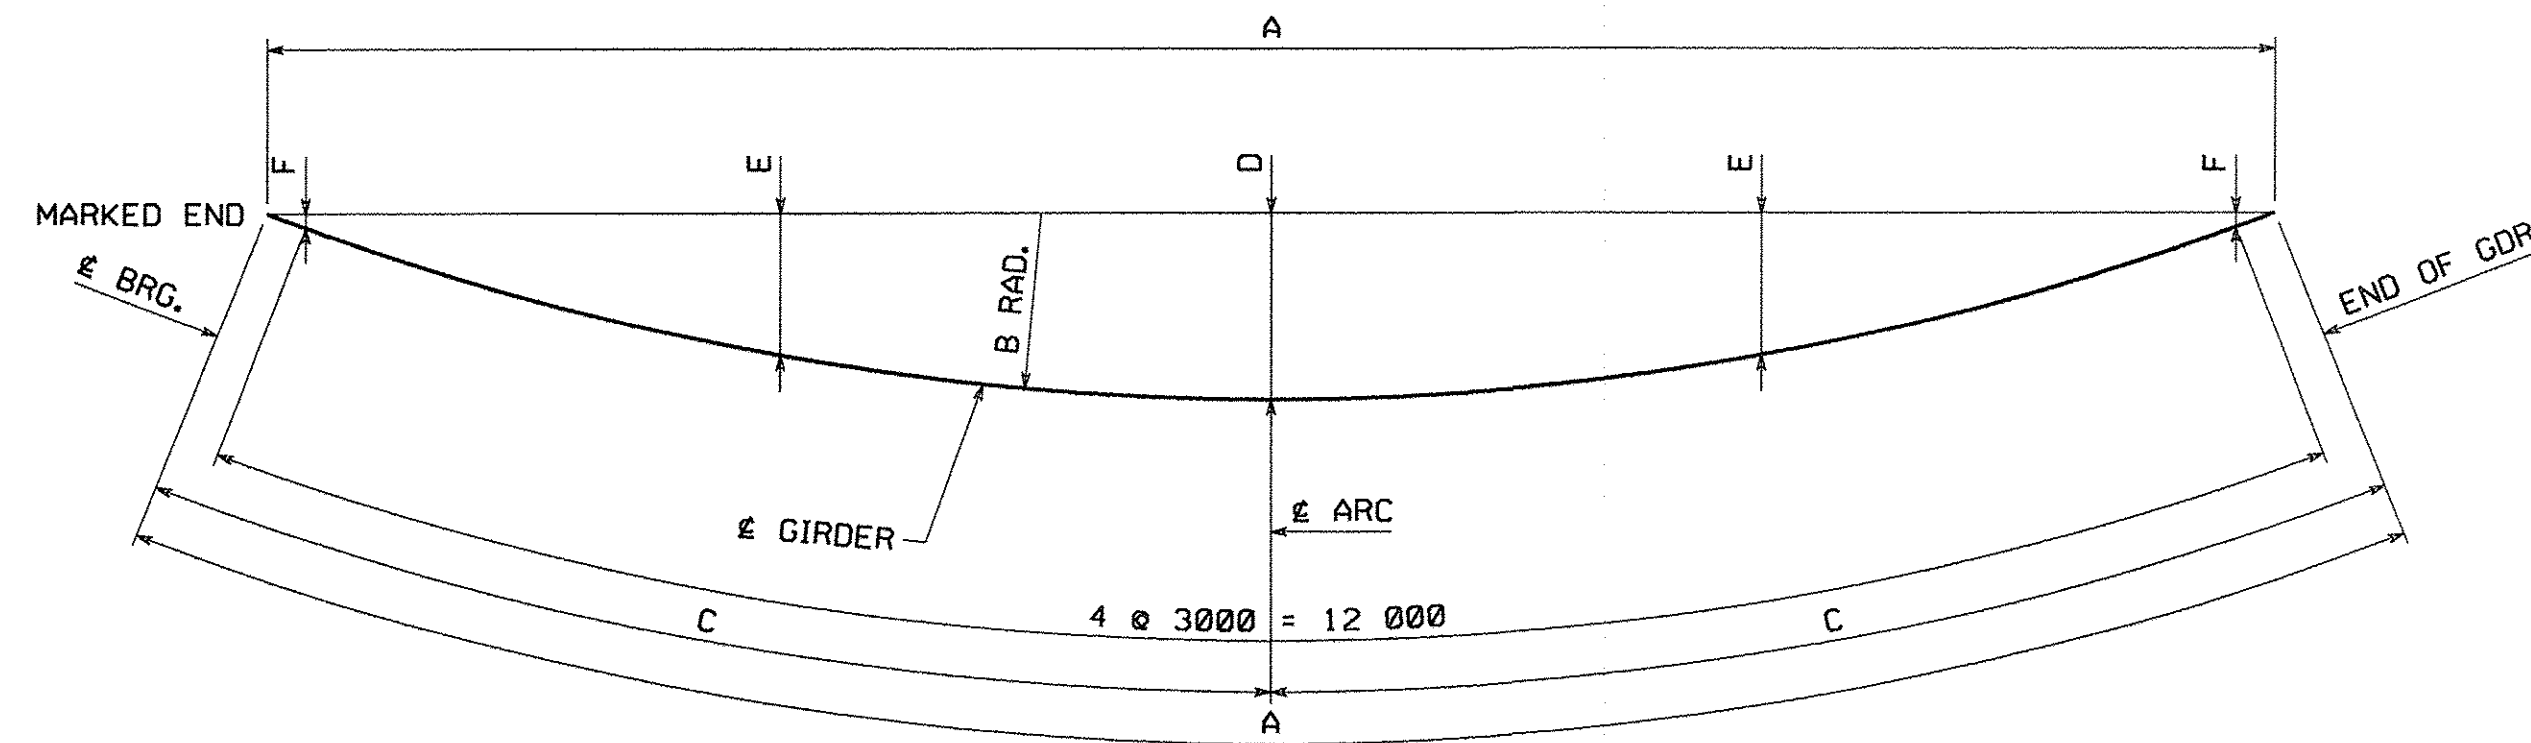 A
F
E
D
E
F
MARKED END
B RAD.
℄ BRG.
END OF GDR
℄ GIRDER
℄ ARC
4 @ 3000 = 12 000
C
C
A